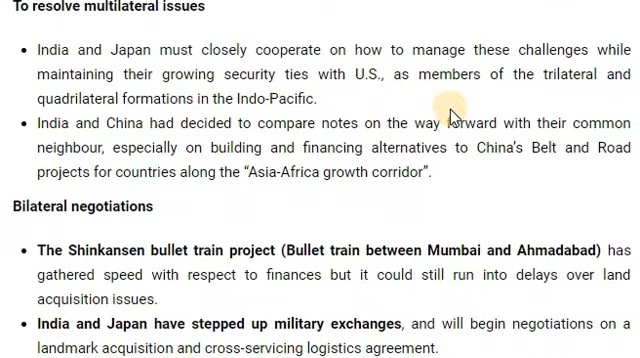 To resolve multilateral issues
• India and Japan must closely cooperate on how to manage these challenges while
maintaining their growing security ties with U.S., as members of the trilateral and
quadrilateral formations in the Indo-Pacific.
• India and China had decided to compare notes on the way forward with their common
neighbour, especially on building and financing alternatives to China's Belt and Road
projects for countries along the “Asia-Africa growth corridor”.
Bilateral negotiations
• The Shinkansen bullet train project (Bullet train between Mumbai and Ahmadabad) has
gathered speed with respect to finances but it could still run into delays over land
acquisition issues.
• India and Japan have stepped up military exchanges, and will begin negotiations on a
landmark acquisition and cross-servicing logistics agreement.